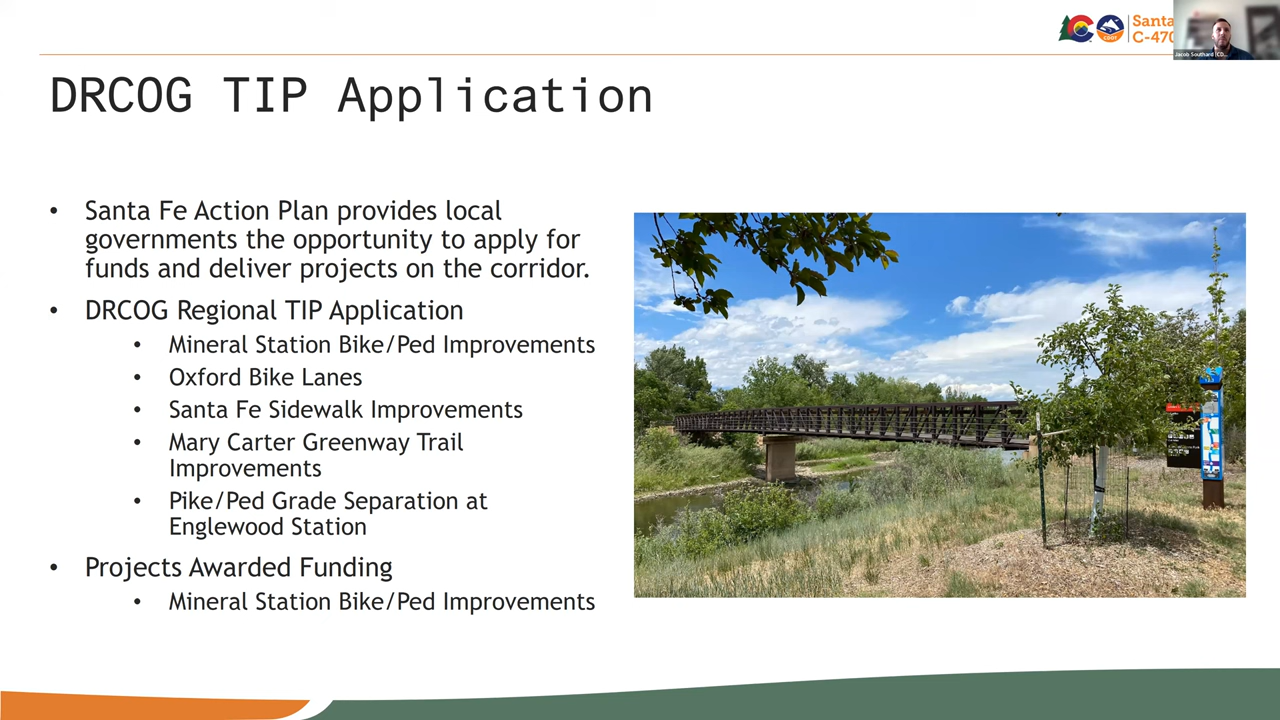 Santa
C-470
Jacob Southard (CD...
DRCOG TIP Application
• Santa Fe Action Plan provides local
governments the opportunity to apply for
funds and deliver projects on the corridor.
• DRCOG Regional TIP Application
• Mineral Station Bike/Ped Improvements
• Oxford Bike Lanes
• Santa Fe Sidewalk Improvements
• Mary Carter Greenway Trail
Improvements
• Pike/Ped Grade Separation at
Englewood Station
• Projects Awarded Funding
• Mineral Station Bike/Ped Improvements